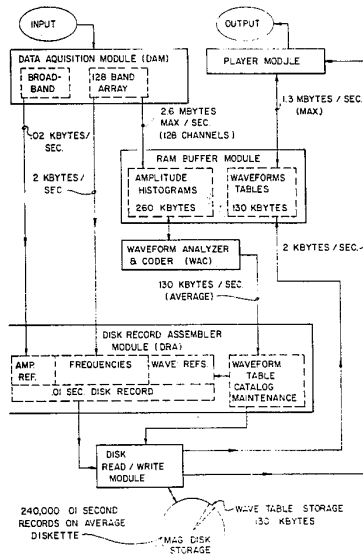 INPUT
OUTPUT
DATA AQUISITION MODULE (DAM)
BROAD-
BAND
128 BAND
ARRAY
PLAYER MODULE
.02 KBYTES/
SEC.
2.6 MBYTES
MAX / SEC.
(128 CHANNELS)
1.3 MBYTES / SEC.
(MAX)
2 KBYTES/
SEC
RAM BUFFER MODULE
AMPLITUDE
HISTOGRAMS
260 KBYTES
WAVEFORMS
TABLES
130 KBYTES
WAVEFORM ANALYZER
& CODER (WAC)
2 KBYTES / SEC.
130 KBYTES / SEC.
(AVERAGE)
DISK RECORD ASSEMBLER
MODULE (DRA)
AMP.
REF.
FREQUENCIES
WAVE REFS.
.01 SEC. DISK RECORD
WAVEFORM
TABLE
CATALOG
MAINTENANCE
DISK
READ / WRITE
MODULE
240,000 .01 SECOND
RECORDS ON AVERAGE
DISKETTE
WAVE TABLE STORAGE
130 KBYTES
MAG DISK
STORAGE